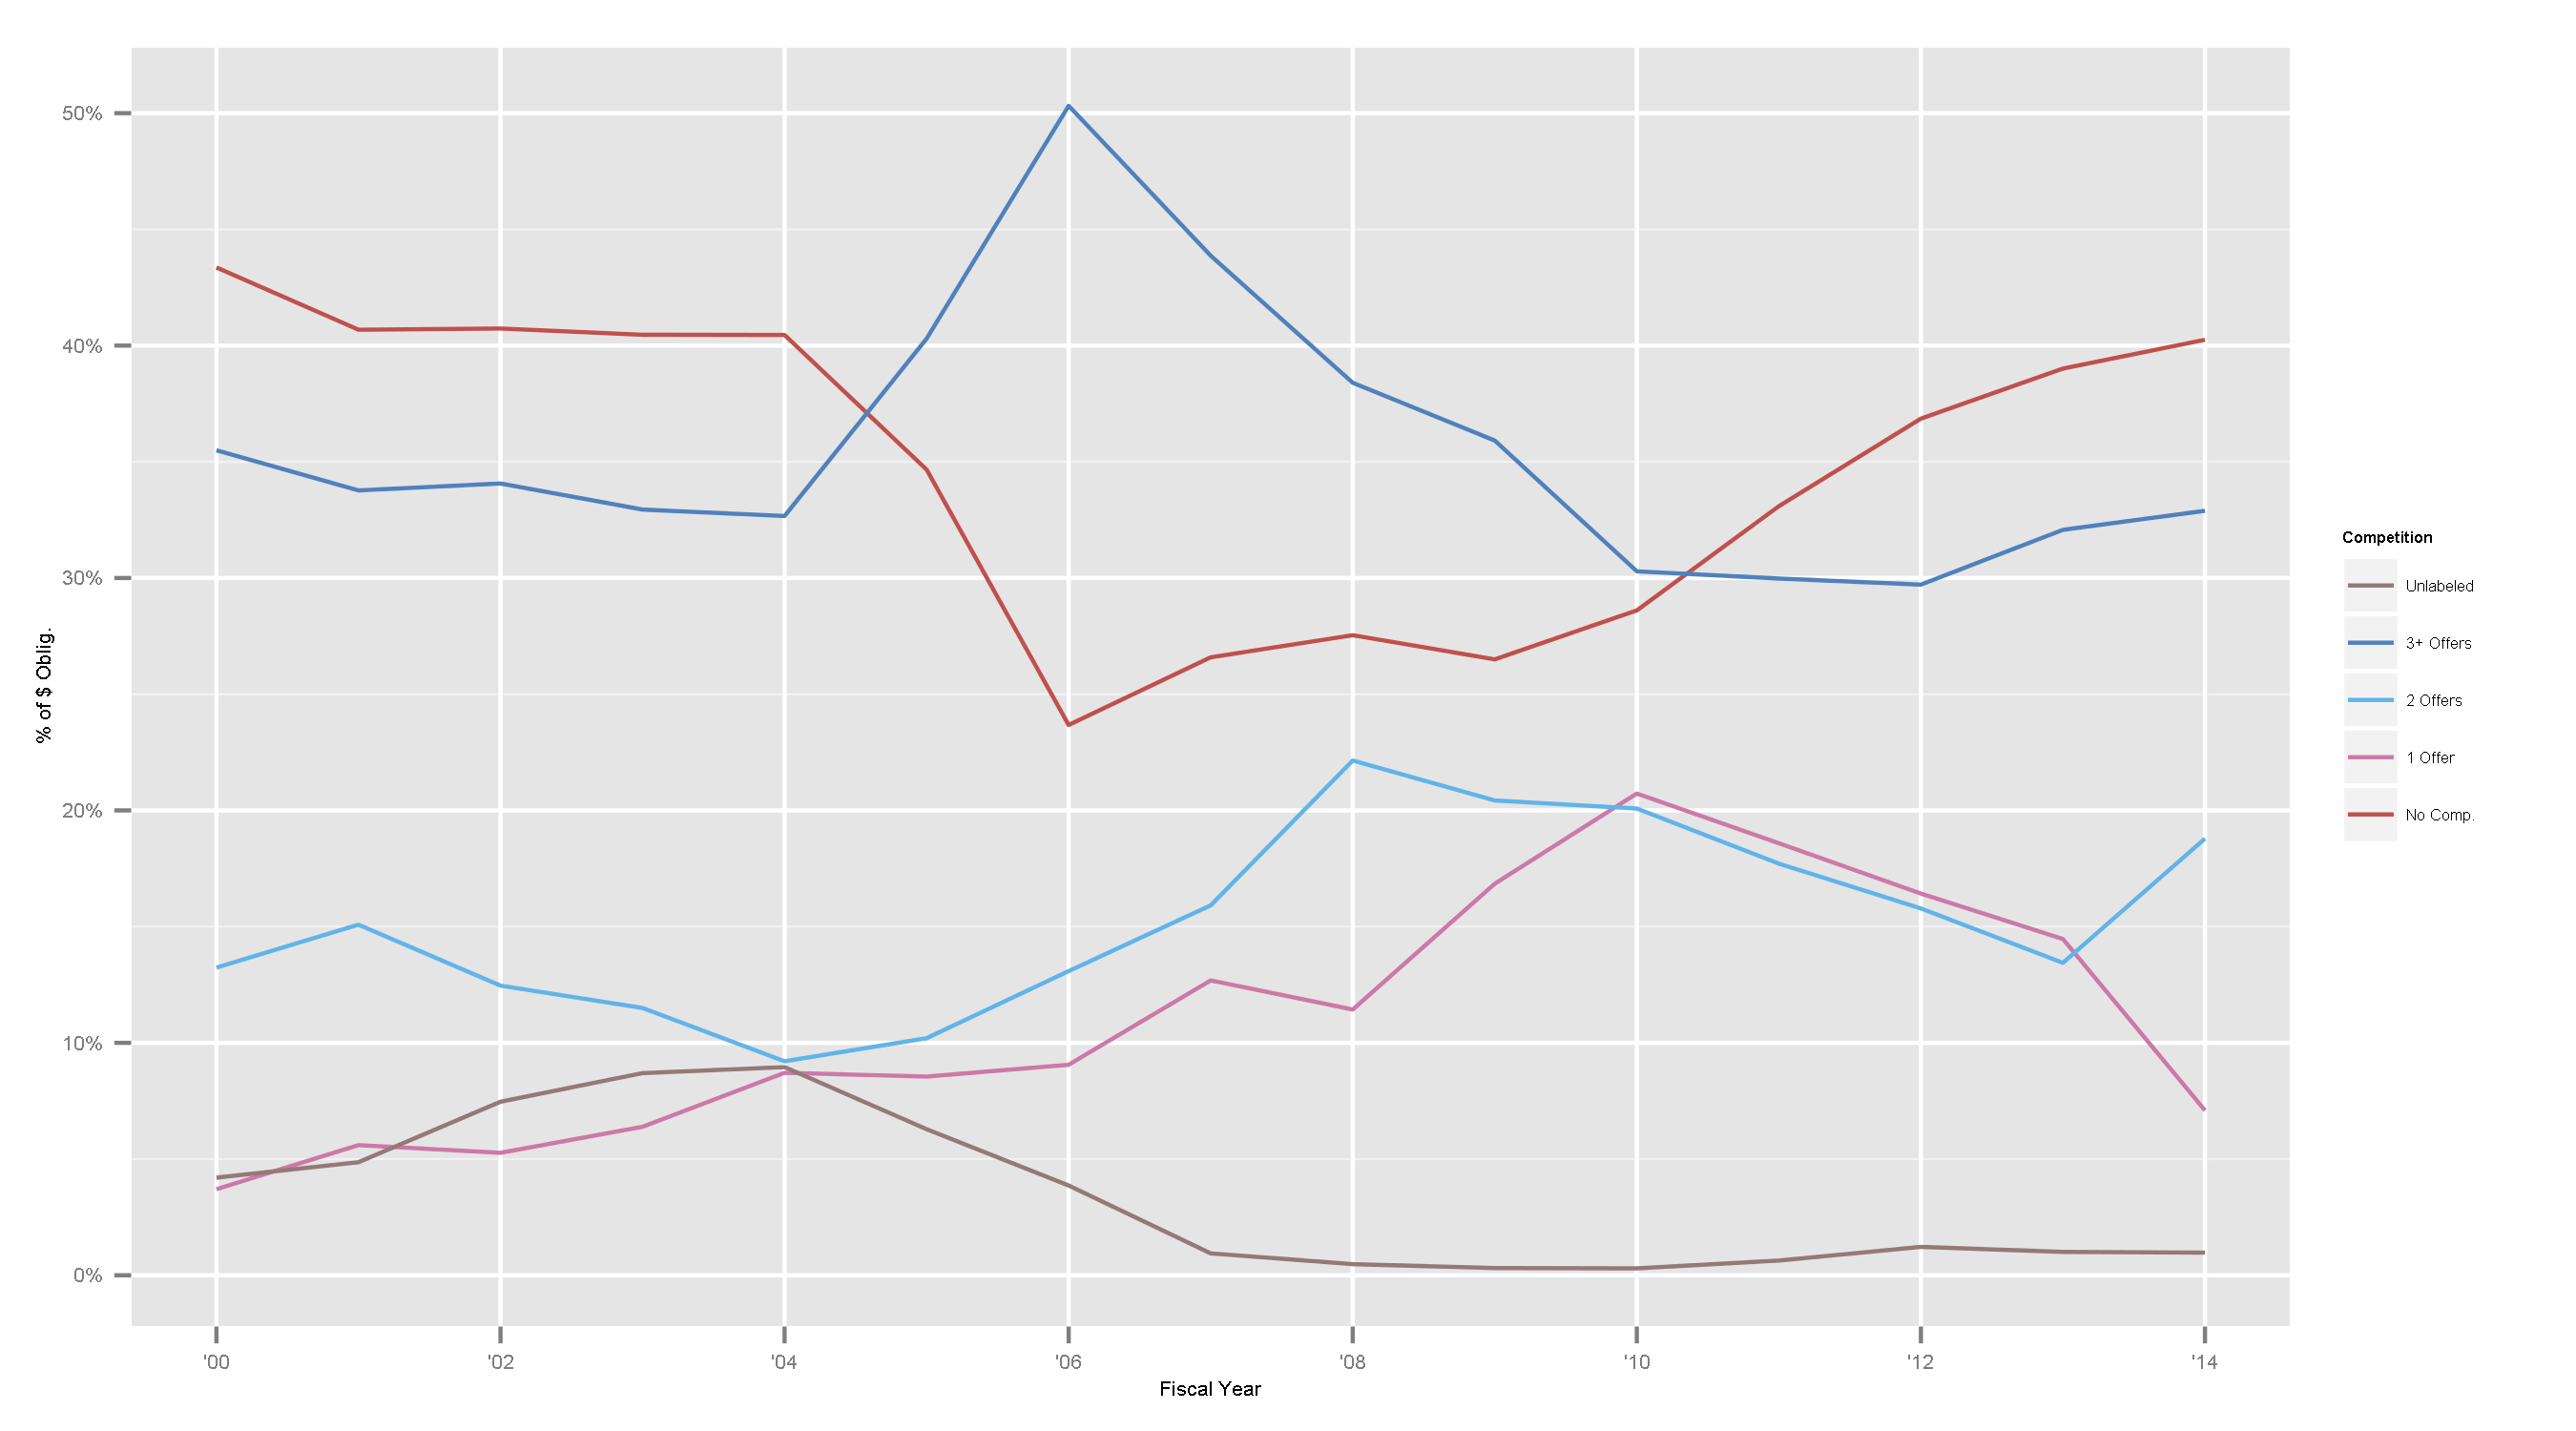 50%
40%
30%
20%
10%
0%
% of $ Oblig.
'00 '02 '04 '06 '08 '10 '12 '14
Fiscal Year
Competition
Unlabeled
3+ Offers
2 Offers
1 Offer
No Comp.